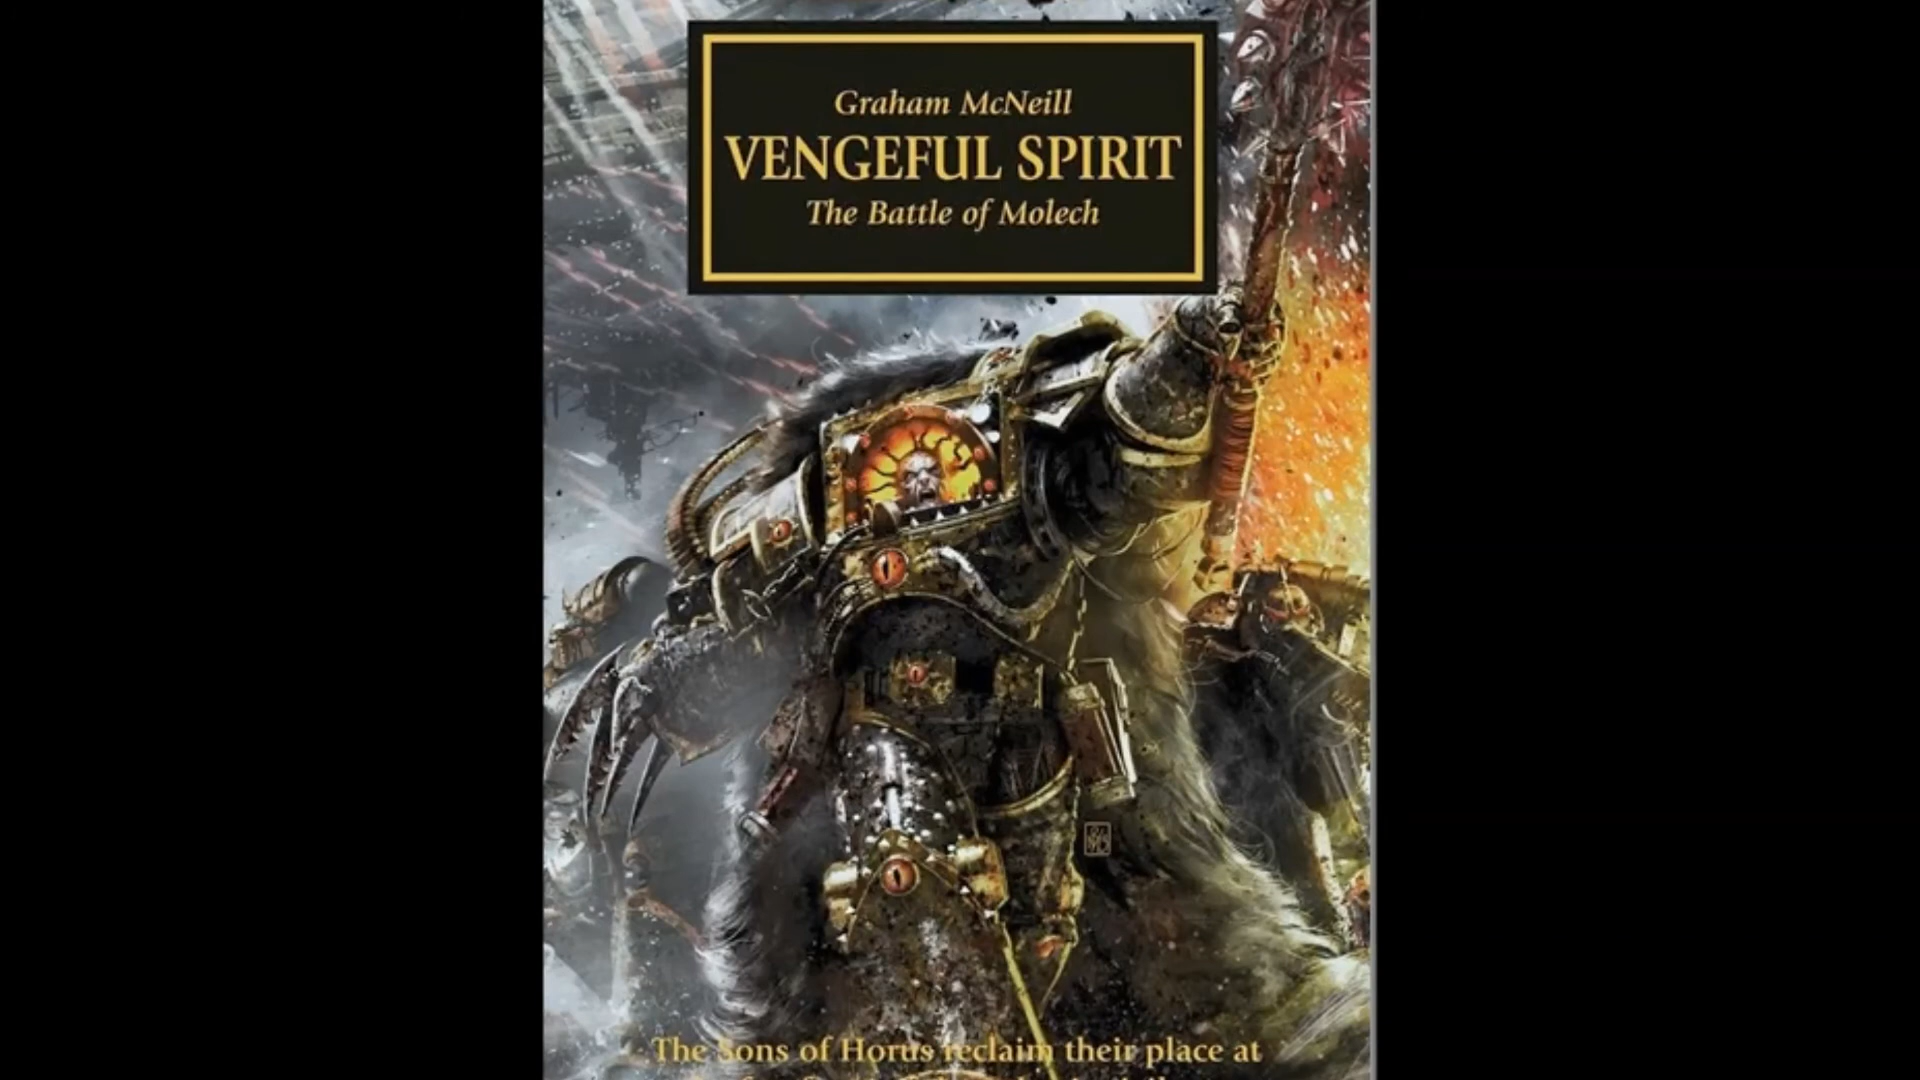 Graham McNeill
VENGEFUL SPIRIT
The Battle of Molech
The Sons of Horus reclaim their place at